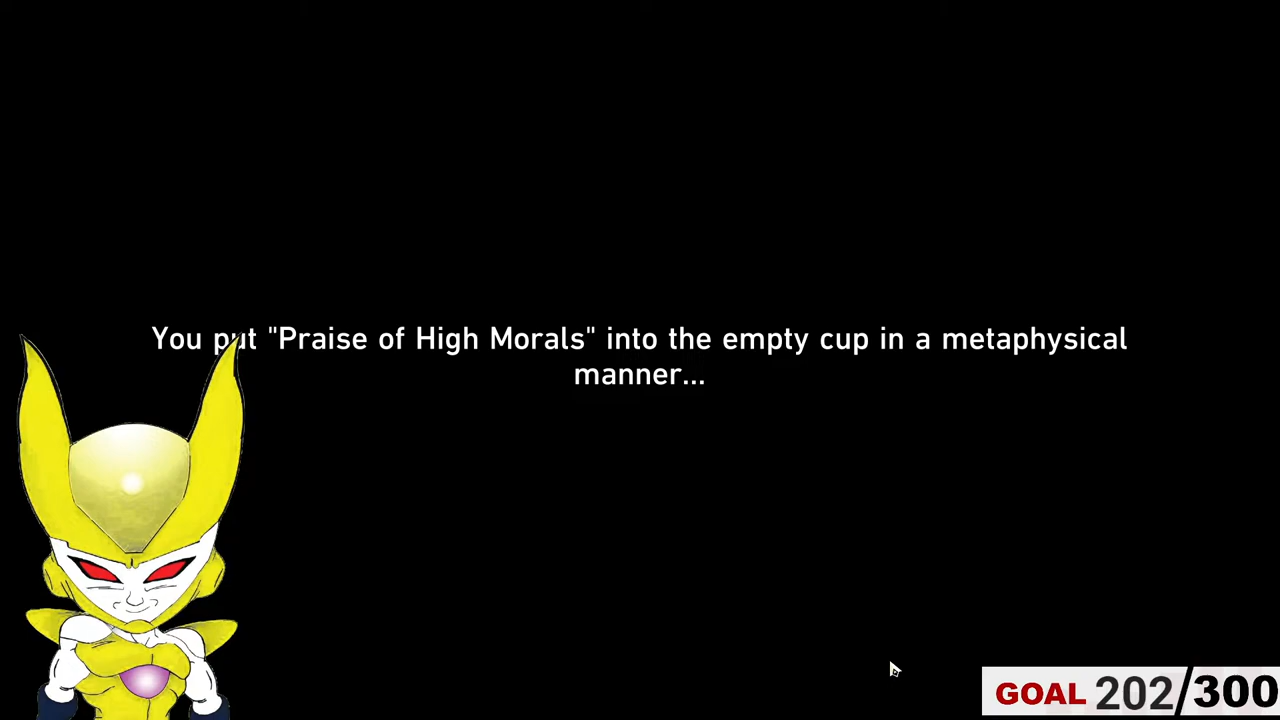 You put "Praise of High Morals" into the empty cup in a metaphysical
manner...
GOAL 202/300